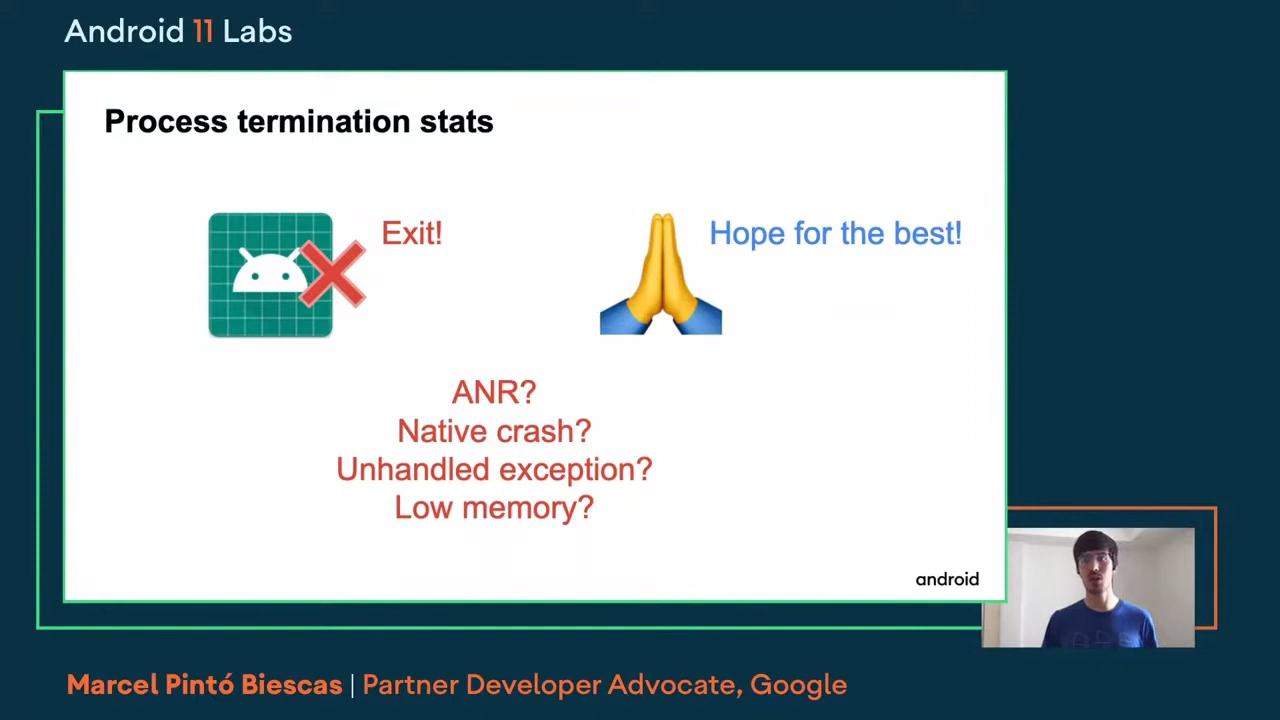 Android 11 Labs
Process termination stats
Exit!
Hope for the best!
ANR?
Native crash?
Unhandled exception?
Low memory?
android
Marcel Pintó Biescas | Partner Developer Advocate, Google